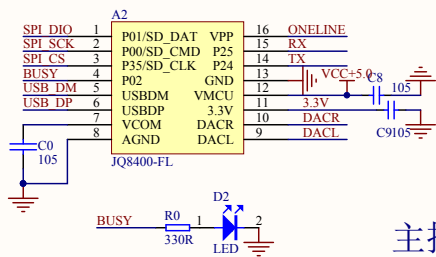 A2
SPI_DIO 1 P01/SD_DAT VPP 16 ONELINE
SPI_SCK 2 P00/SD_CMD P25 15 RX
SPI_CS 3 P35/SD_CLK P24 14 TX
BUSY 4 P02 GND 13 VCC+5.0
USB_DM 5 USBDM VMCU 12 C8 105
USB_DP 6 USBDP 3.3V 11 3.3V
7 VCOM DACR 10 DACR C9105
8 AGND DACL 9 DACL
C0
105
JQ8400-FL
D2
BUSY R0 1 2
330R LED
主